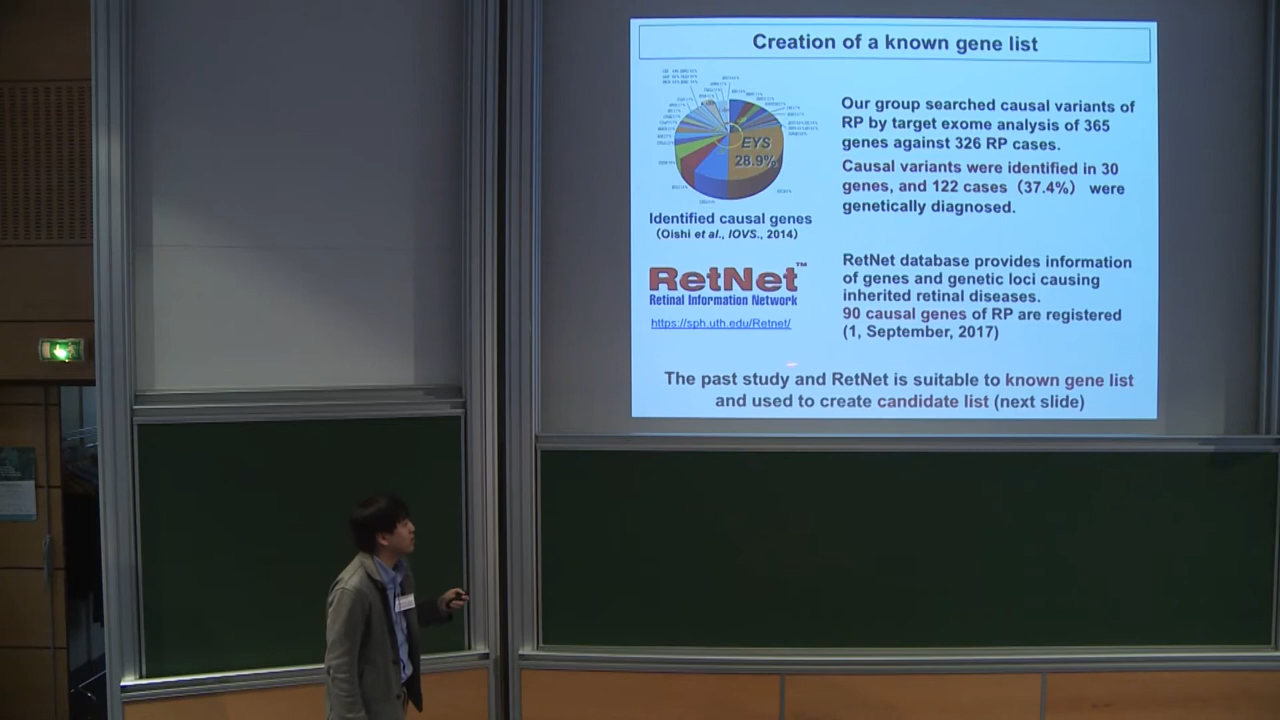 Creation of a known gene list
EYS
28.9%
Identified causal genes
(Oishi et al., IOVS., 2014)
Our group searched causal variants of
RP by target exome analysis of 365
genes against 326 RP cases.
Causal variants were identified in 30
genes, and 122 cases (37.4%) were
genetically diagnosed.
RetNet™
Retinal Information Network
https://sph.uth.edu/Retnet/
RetNet database provides information
of genes and genetic loci causing
inherited retinal diseases.
90 causal genes of RP are registered
(1, September, 2017)
The past study and RetNet is suitable to known gene list
and used to create candidate list (next slide)